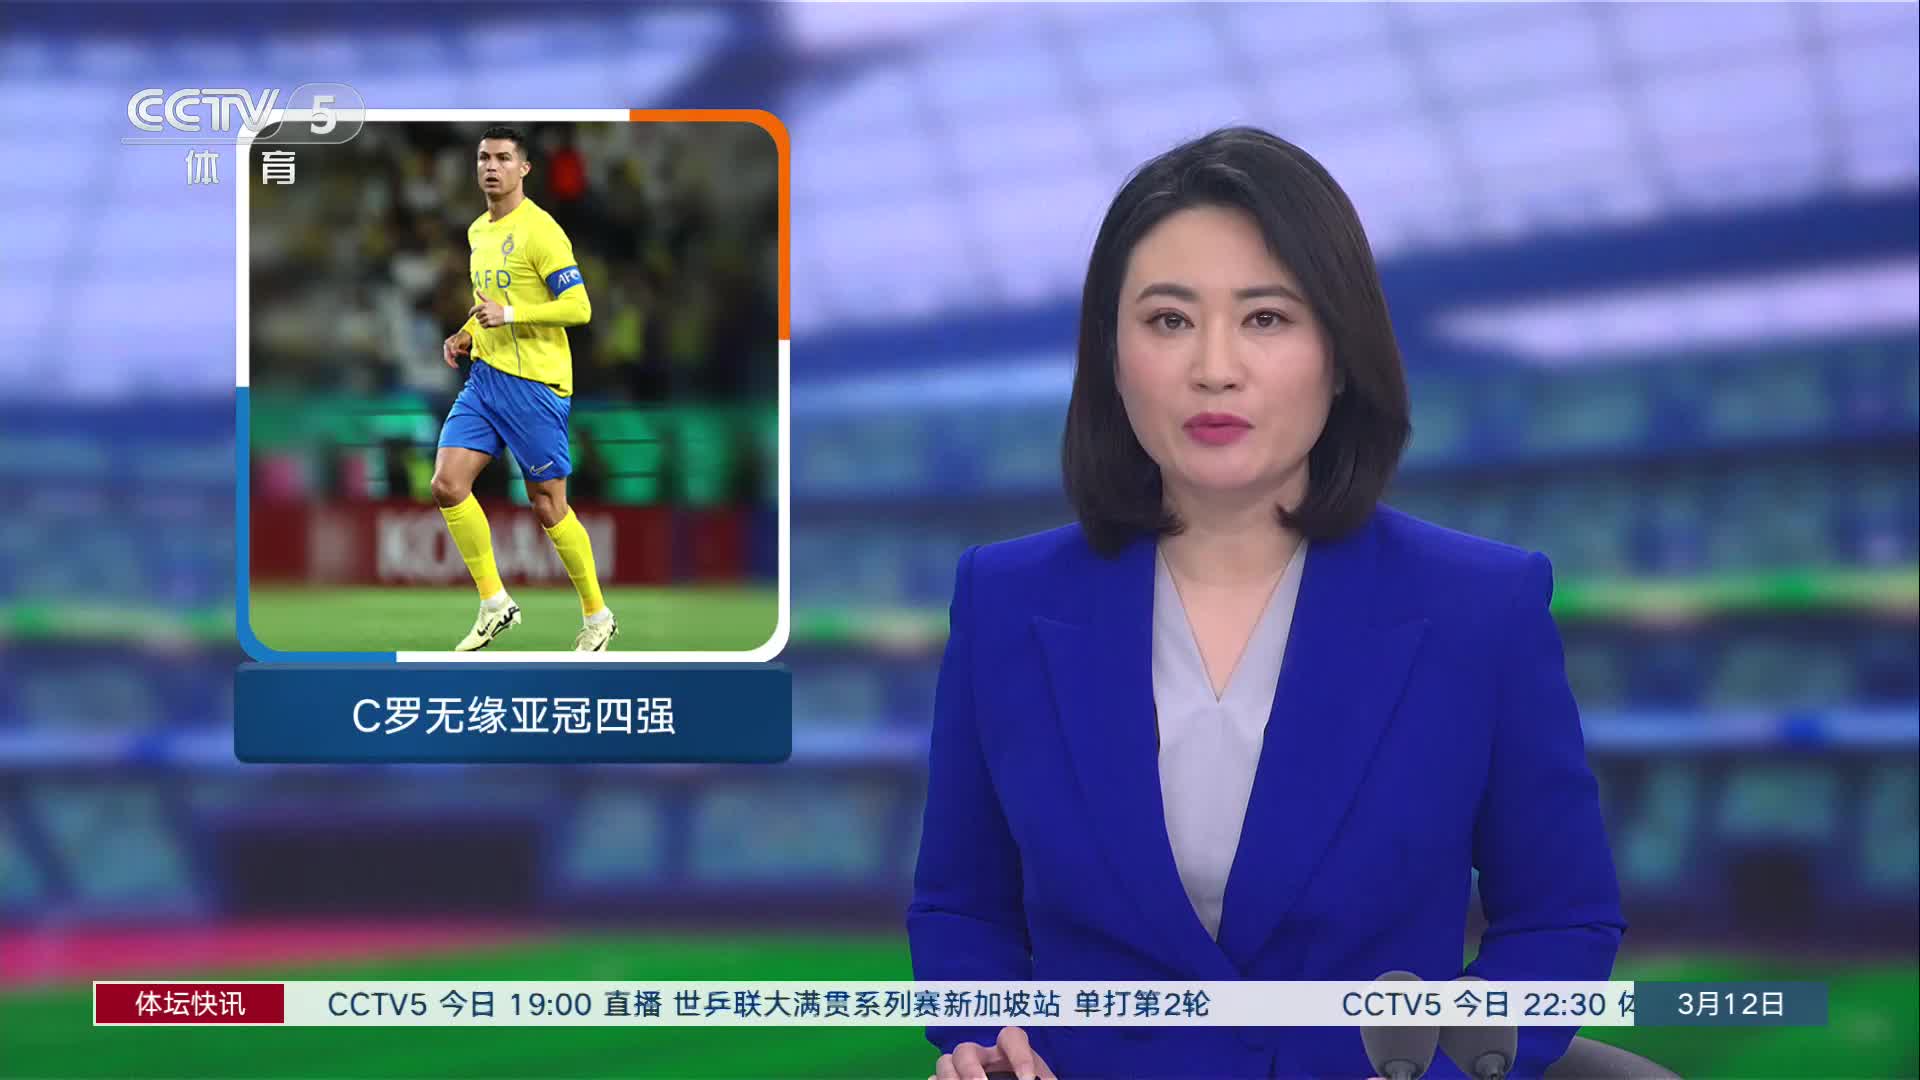 CCTV 5
体 育
AFC
AFD
KONAMI
C罗无缘亚冠四强
体坛快讯
CCTV5 今日 19:00 直播 世乒联大满贯系列赛新加坡站 单打第2轮
CCTV5 今日 22:30
3月12日